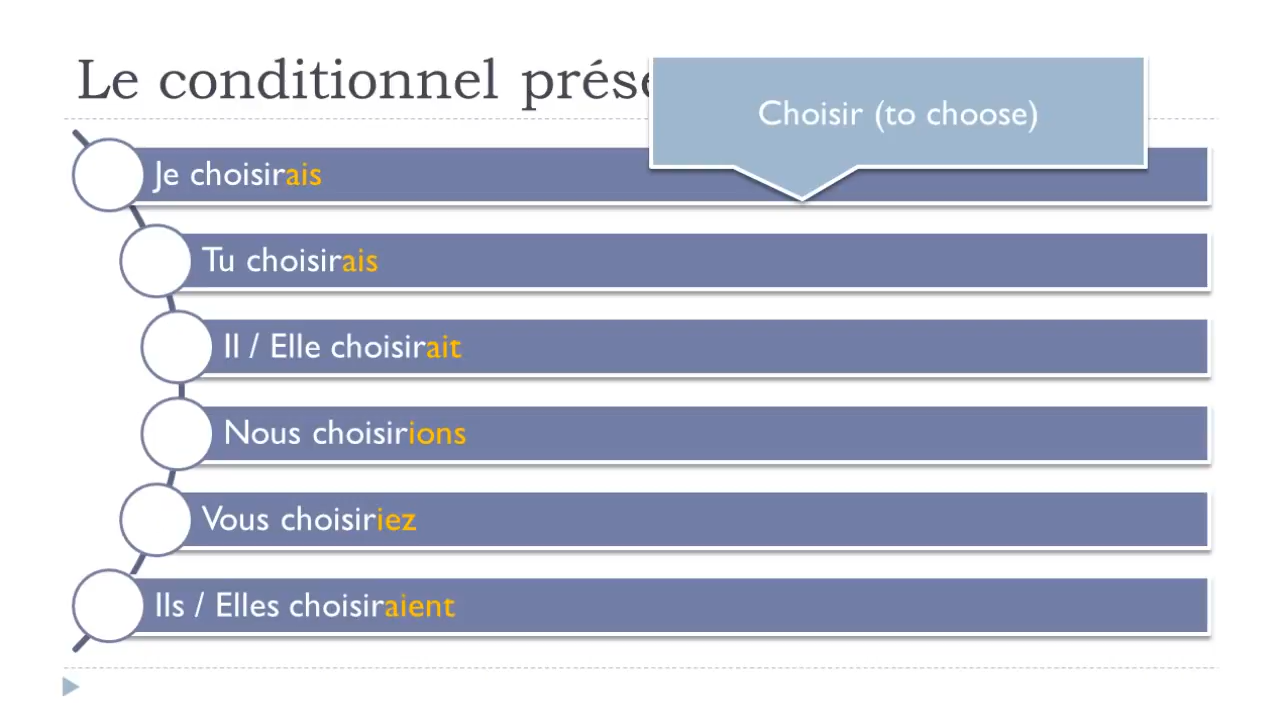 Le conditionnel prés
Choisir (to choose)
Je choisirais
Tu choisirais
Il / Elle choisirait
Nous choisirions
Vous choisiriez
Ils / Elles choisiraient